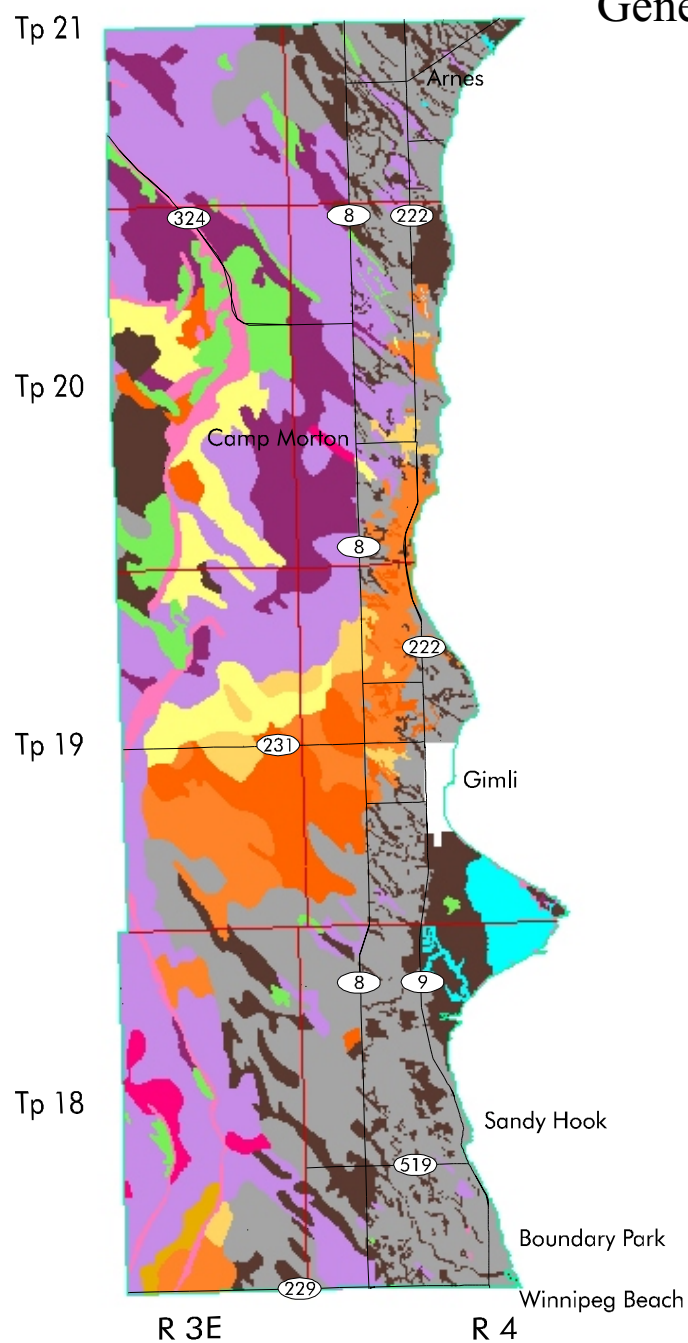 Gene
Tp 21
Arnes
324
8
222
Tp 20
Camp Morton
8
222
Tp 19
231
Gimli
8
9
Tp 18
Sandy Hook
519
Boundary Park
229
Winnipeg Beach
R 3E
R 4